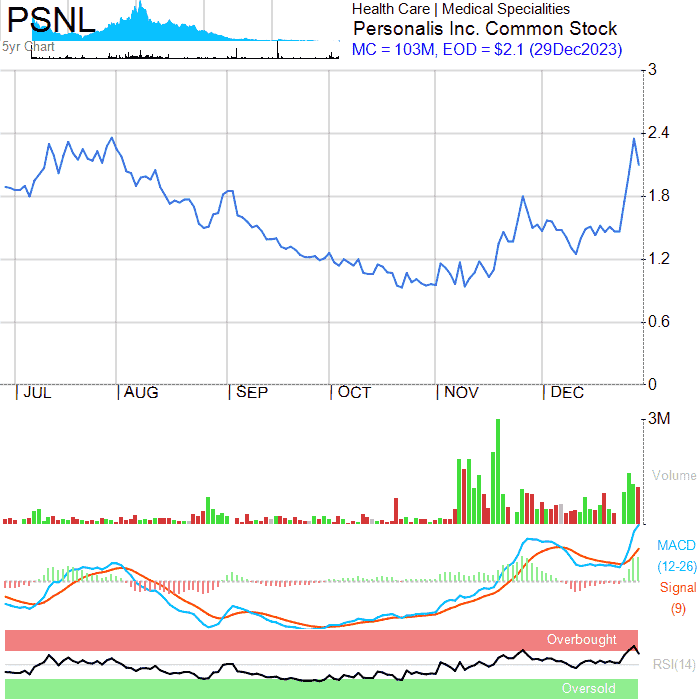 PSNL
5yr Chart
Health Care | Medical Specialities
Personalis Inc. Common Stock
MC = 103M, EOD = $2.1 (29Dec2023)
3
2.4
1.8
1.2
0.6
0
JUL AUG SEP OCT NOV DEC
3M
Volume
MACD
(12-26)
Signal
(9)
Overbought
RSI(14)
Oversold